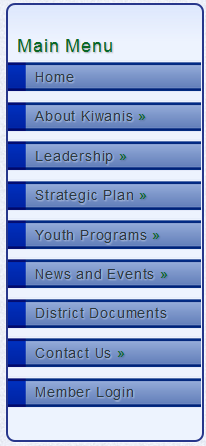 Main Menu
Home
About Kiwanis »
Leadership »
Strategic Plan »
Youth Programs »
News and Events »
District Documents
Contact Us »
Member Login